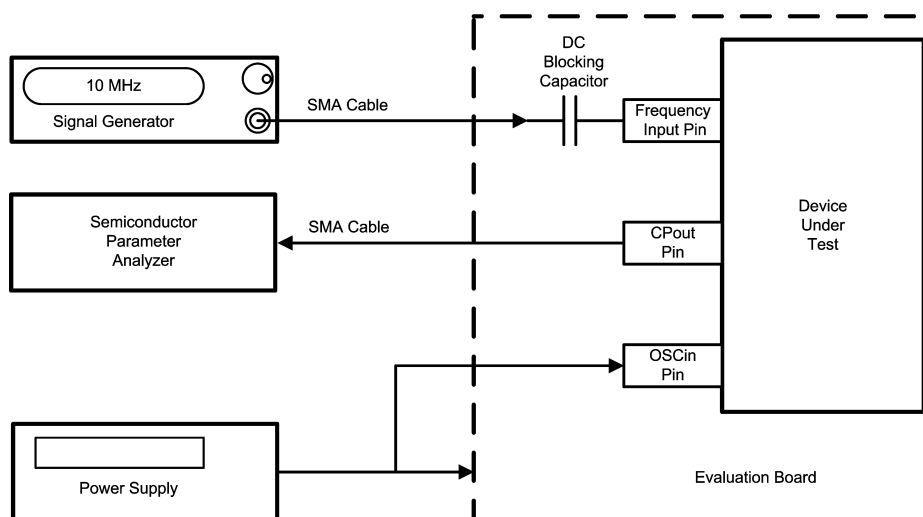 10 MHz
Signal Generator
SMA Cable
DC
Blocking
Capacitor
Frequency
Input Pin
Semiconductor
Parameter
Analyzer
SMA Cable
CPout
Pin
Device
Under
Test
OSCin
Pin
Power Supply
Evaluation Board